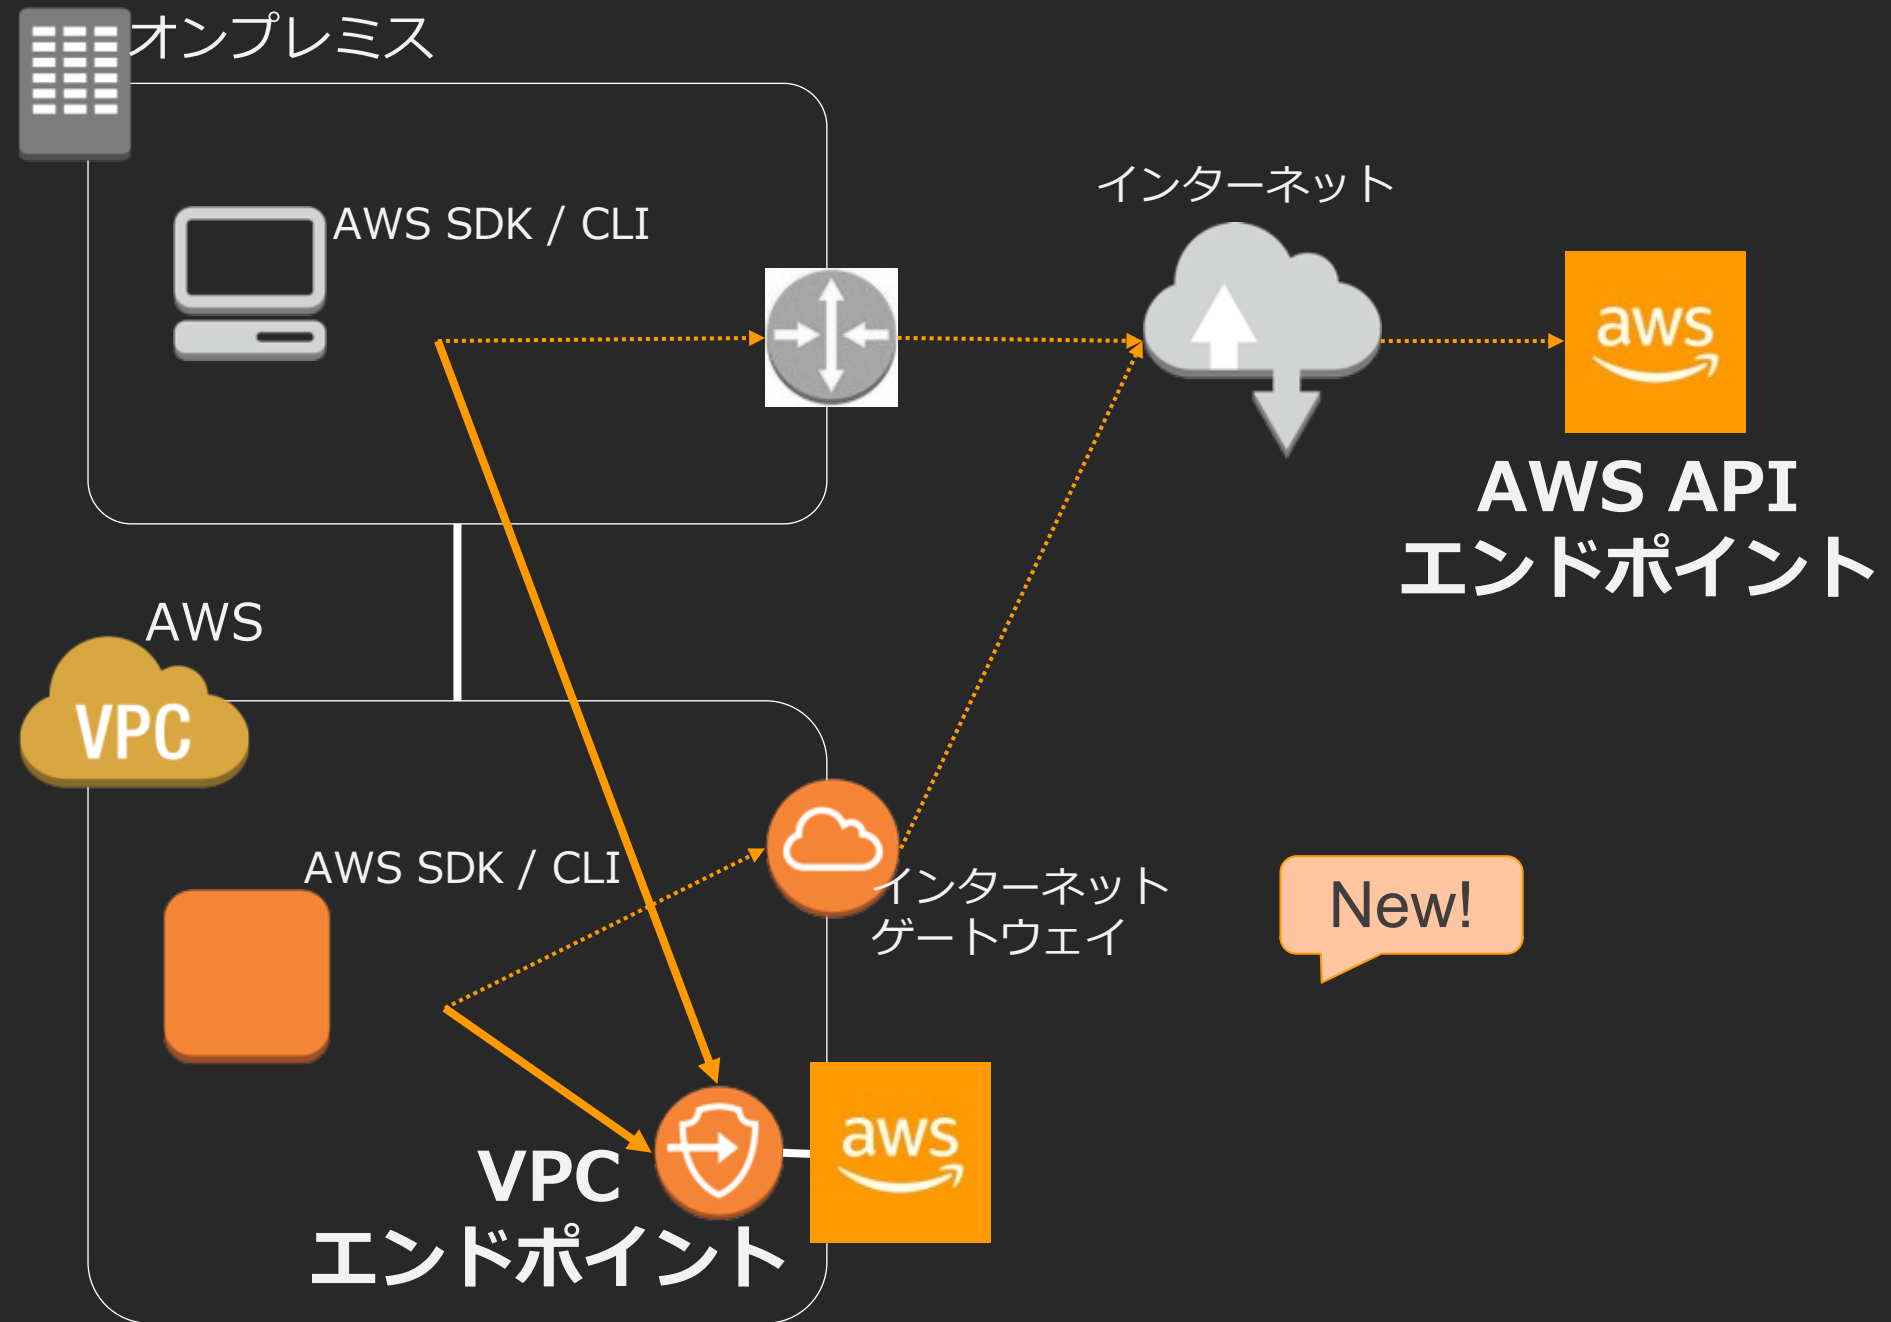 オンプレミス
AWS SDK / CLI
インターネット
aws
AWS API
エンドポイント
AWS
VPC
AWS SDK / CLI
インターネット
ゲートウェイ
New!
aws
VPC
エンドポイント